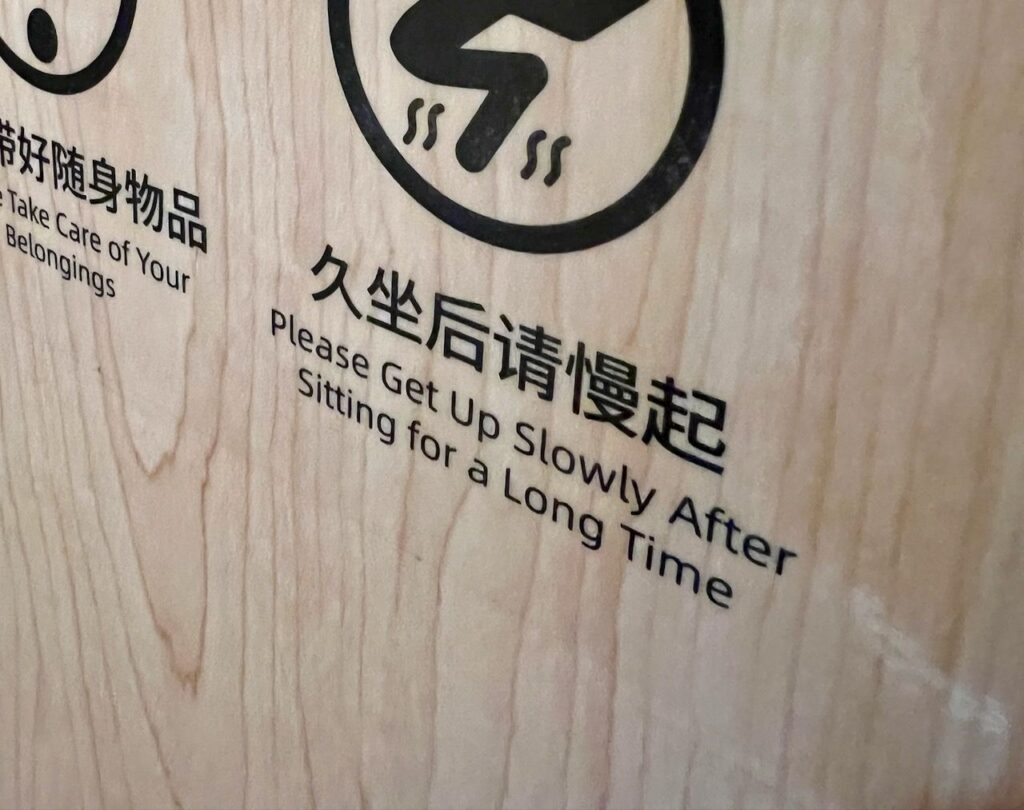 带好随身物品
Take Care of Your
Belongings
久坐后请慢起
Please Get Up Slowly After
Sitting for a Long Time